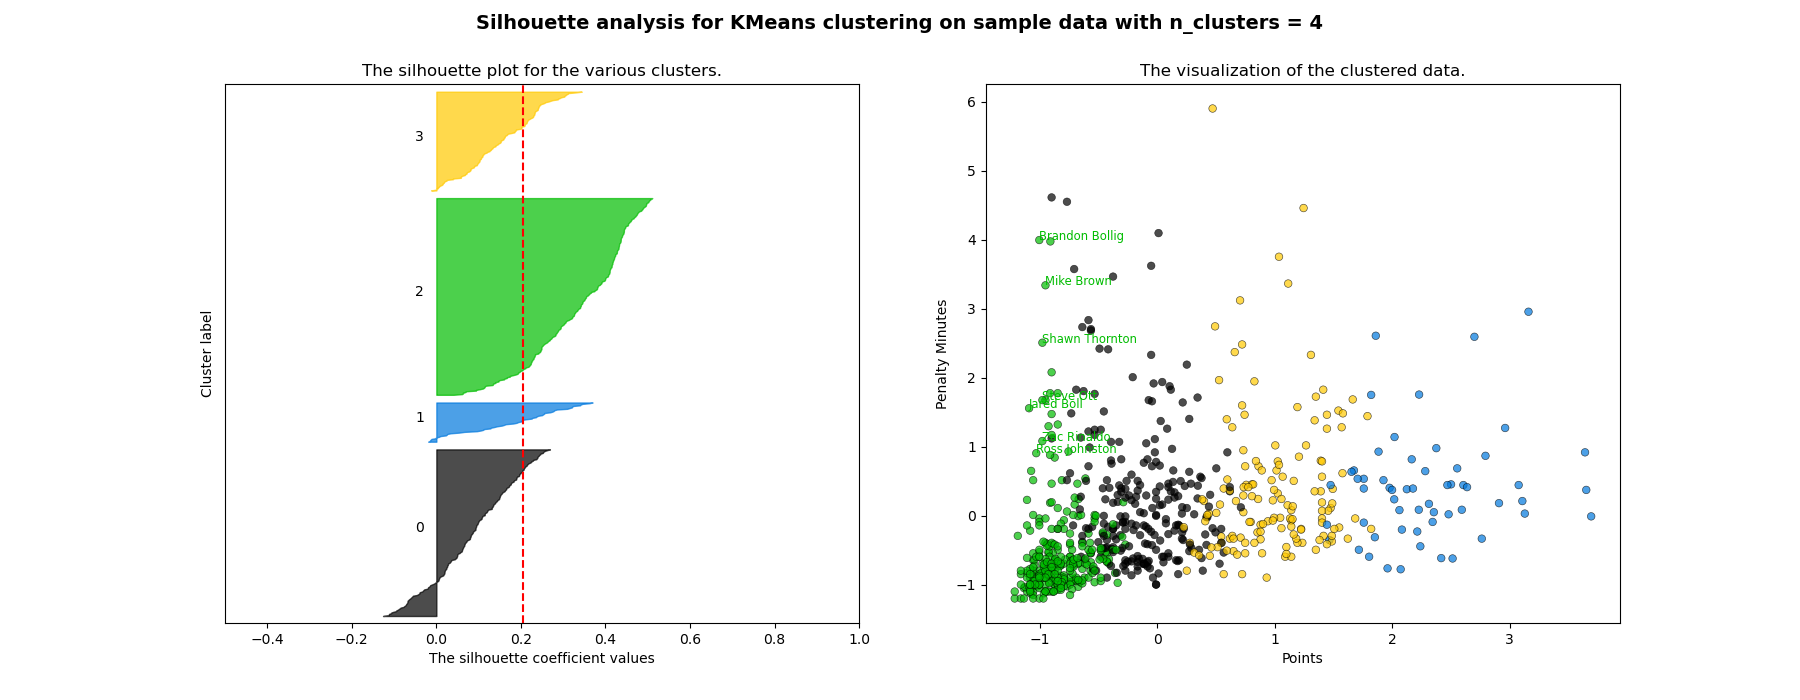 Silhouette analysis for KMeans clustering on sample data with n_clusters = 4
The silhouette plot for the various clusters.
3
2
1
0
Cluster label
−0.4 −0.2 0.0 0.2 0.4 0.6 0.8 1.0
The silhouette coefficient values
The visualization of the clustered data.
6
5
4
3
2
1
0
−1
Penalty Minutes
Brandon Bollig
Mike Brown
Shawn Thornton
Steve Ott
Jared Boll
Zac Rinaldo
Ross Johnston
−1 0 1 2 3
Points